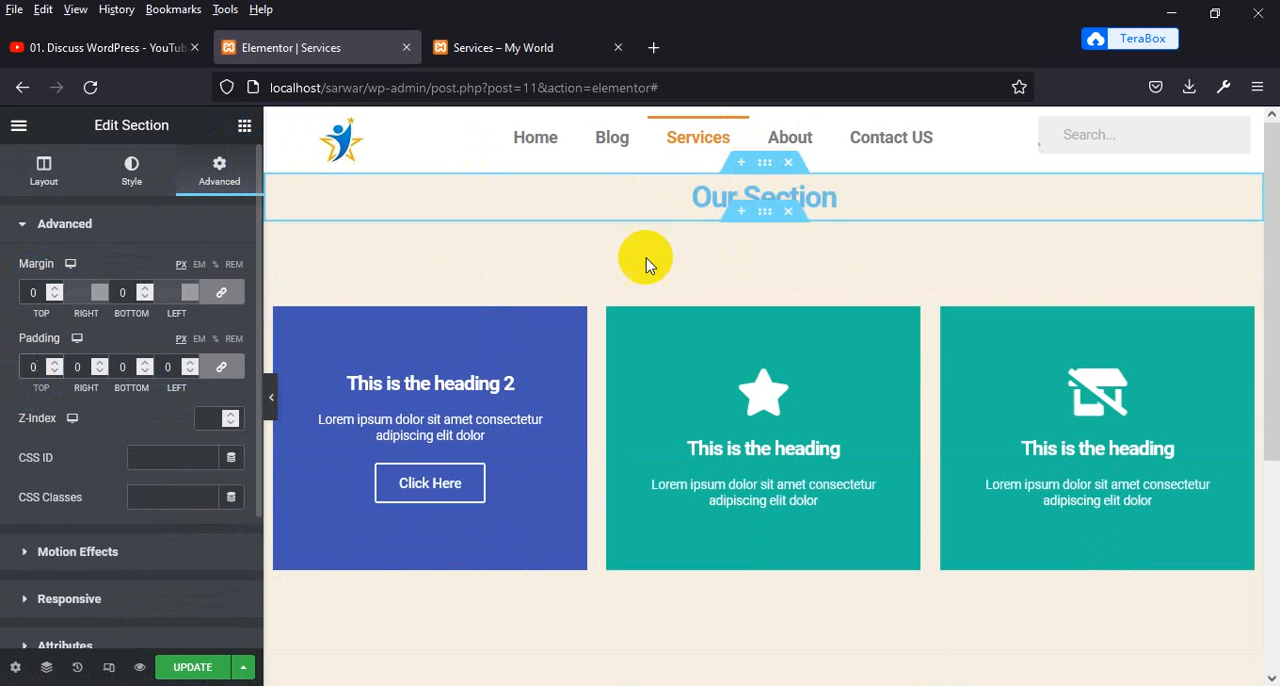 File Edit View History Bookmarks Tools Help
01. Discuss WordPress - YouTub
Elementor | Services
Services – My World
TeraBox
localhost/sarwar/wp-admin/post.php?post=11&action=elementor#
Edit Section
Layout
Style
Advanced
Advanced
Margin
PX EM % REM
0 0
TOP RIGHT BOTTOM LEFT
Padding
PX EM % REM
0 0 0 0
TOP RIGHT BOTTOM LEFT
Z-Index
CSS ID
CSS Classes
Motion Effects
Responsive
Attributes
UPDATE
Home Blog Services About Contact US
Search...
Our Section
This is the heading 2
Lorem ipsum dolor sit amet consectetur
adipiscing elit dolor
Click Here
This is the heading
Lorem ipsum dolor sit amet consectetur
adipiscing elit dolor
This is the heading
Lorem ipsum dolor sit amet consectetur
adipiscing elit dolor